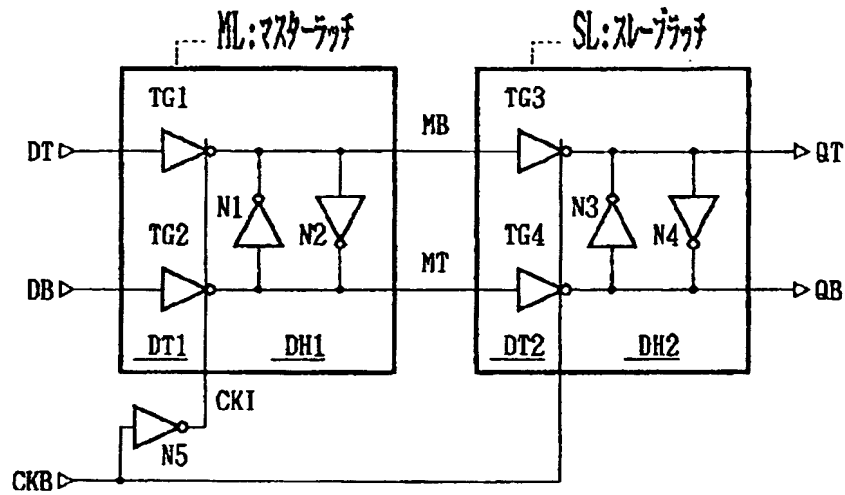 ML:マスターラッチ
SL:スレーブラッチ
TG1
TG3
DT
MB
QT
N1
N2
N3
N4
TG2
TG4
MT
DB
QB
DT1
DH1
DT2
DH2
CKI
N5
CKB